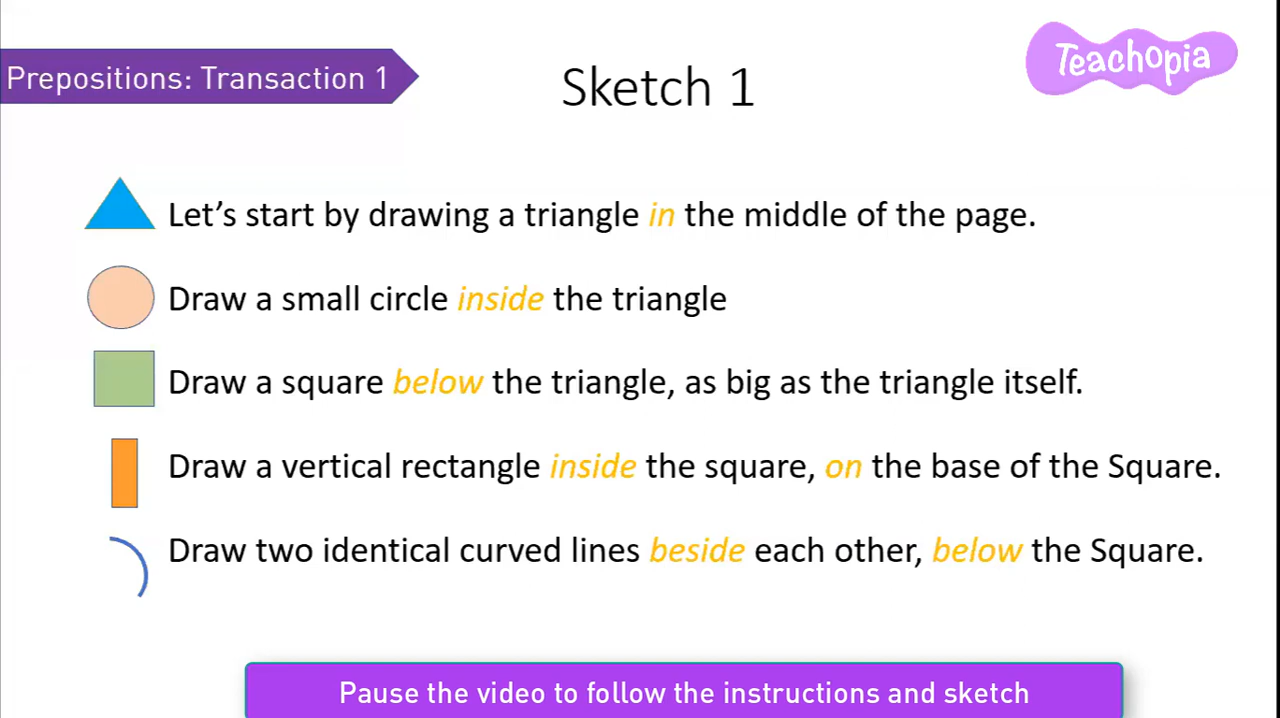 Teachopia
Prepositions: Transaction 1
Sketch 1
Let's start by drawing a triangle in the middle of the page.
Draw a small circle inside the triangle
Draw a square below the triangle, as big as the triangle itself.
Draw a vertical rectangle inside the square, on the base of the Square.
Draw two identical curved lines beside each other, below the Square.
Pause the video to follow the instructions and sketch